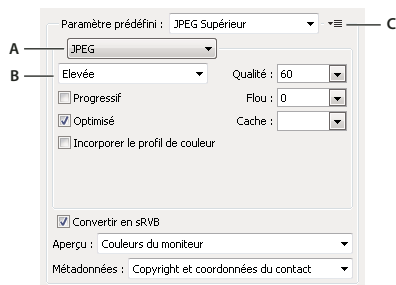 Paramètre prédéfini : JPEG Supérieur C
A JPEG
B Elevée Qualité : 60
Progressif Flou : 0
Optimisé Cache :
Incorporer le profil de couleur
Convertir en sRVB
Aperçu : Couleurs du moniteur
Métadonnées : Copyright et coordonnées du contact